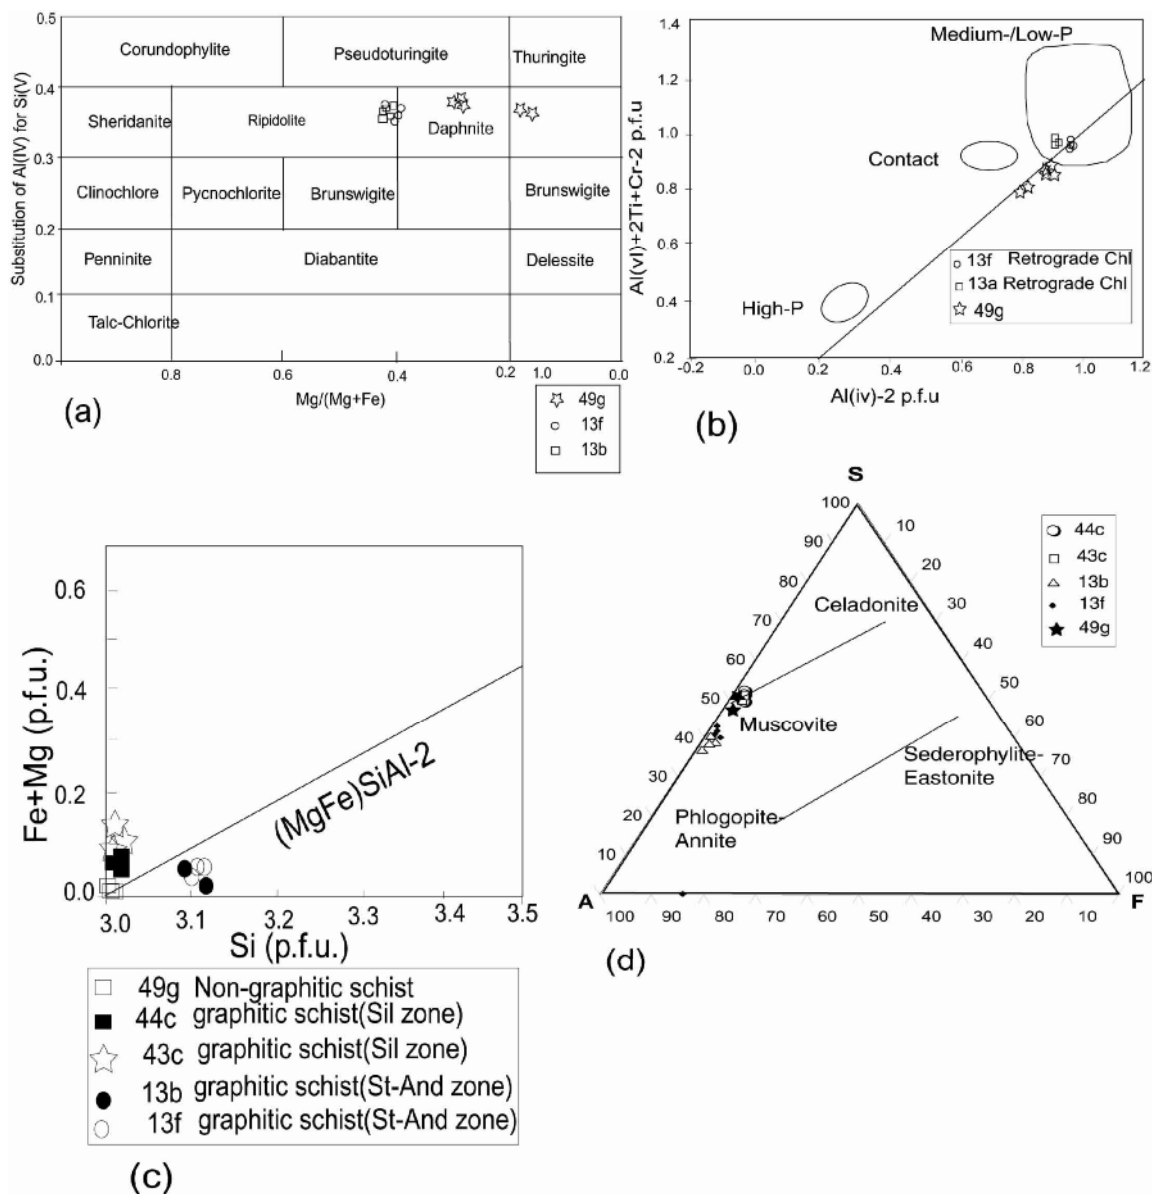 0.5
Corundophylite
Pseudoturingite
Thuringite
0.4
Sheridanite
Ripidolite
Daphnite
0.3
Clinochlore
Pycnochlorite
Brunswigite
Brunswigite
0.2
Penninite
Diabantite
Delessite
0.1
Talc-Chlorite
0.0
Substitution of Al(IV) for Si(V)
0.8
0.6
0.4
0.2
1.0
0.0
Mg/(Mg+Fe)
(a)
49g
13f
13b
1.4
1.2
1.0
0.8
0.6
0.4
0.2
Al(vI)+2Ti+Cr-2 p.f.u
Medium-/Low-P
Contact
High-P
13f Retrograde Chl
13a Retrograde Chl
49g
-0.2
0.0
0.2
0.4
0.6
0.8
1.0
1.2
Al(iv)-2 p.f.u
(b)
0.6
0.4
0.2
0.0
Fe+Mg (p.f.u.)
(MgFe)SiAl-2
3.0
3.1
3.2
3.3
3.5
Si (p.f.u.)
49g Non-graphitic schist
44c graphitic schist(Sil zone)
43c graphitic schist(Sil zone)
13b graphitic schist(St-And zone)
13f graphitic schist(St-And zone)
(c)
S
100
90
80
70
60
50
40
30
10
10
20
30
40
50
60
70
80
90
100
Celadonite
Muscovite
Sederophylite-
Eastonite
Phlogopite-
Annite
A
F
100
90
80
70
50
50
40
30
20
10
44c
43c
13b
13f
49g
(d)